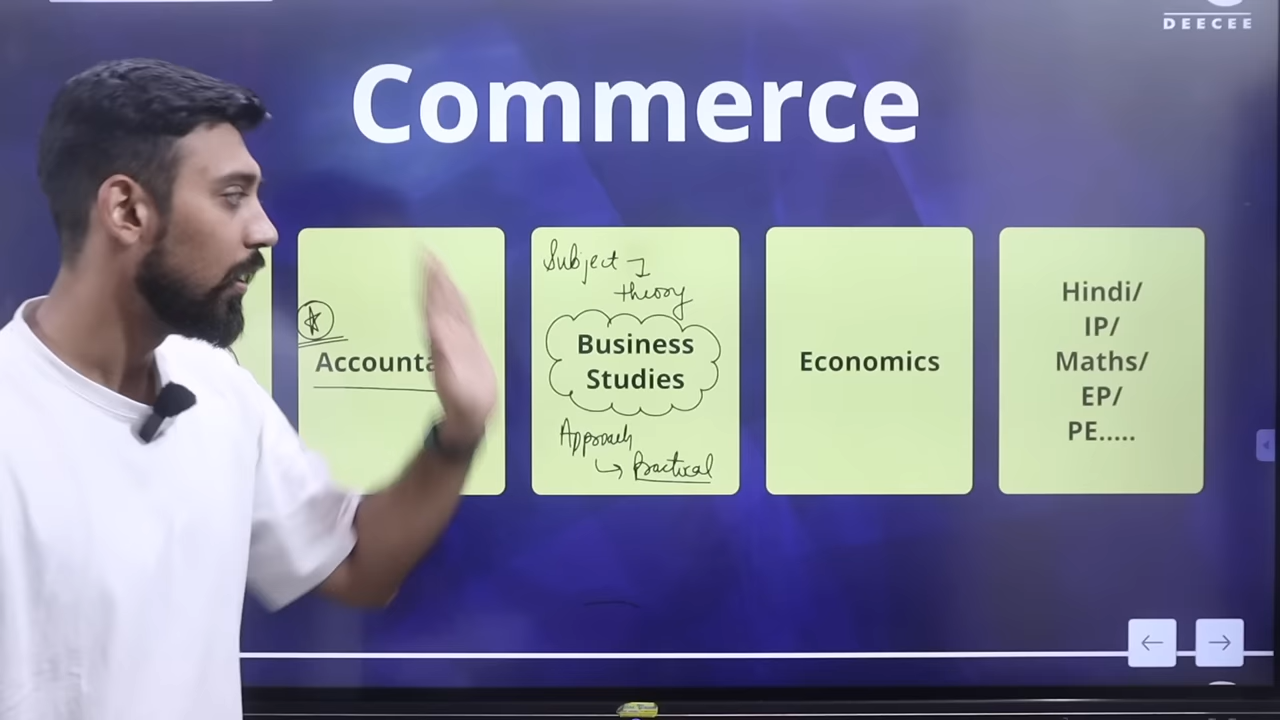 DEECEE
Commerce
Accounta
Subject
theory
Business
Studies
Approach
Practical
Economics
Hindi/
IP/
Maths/
EP/
PE.....